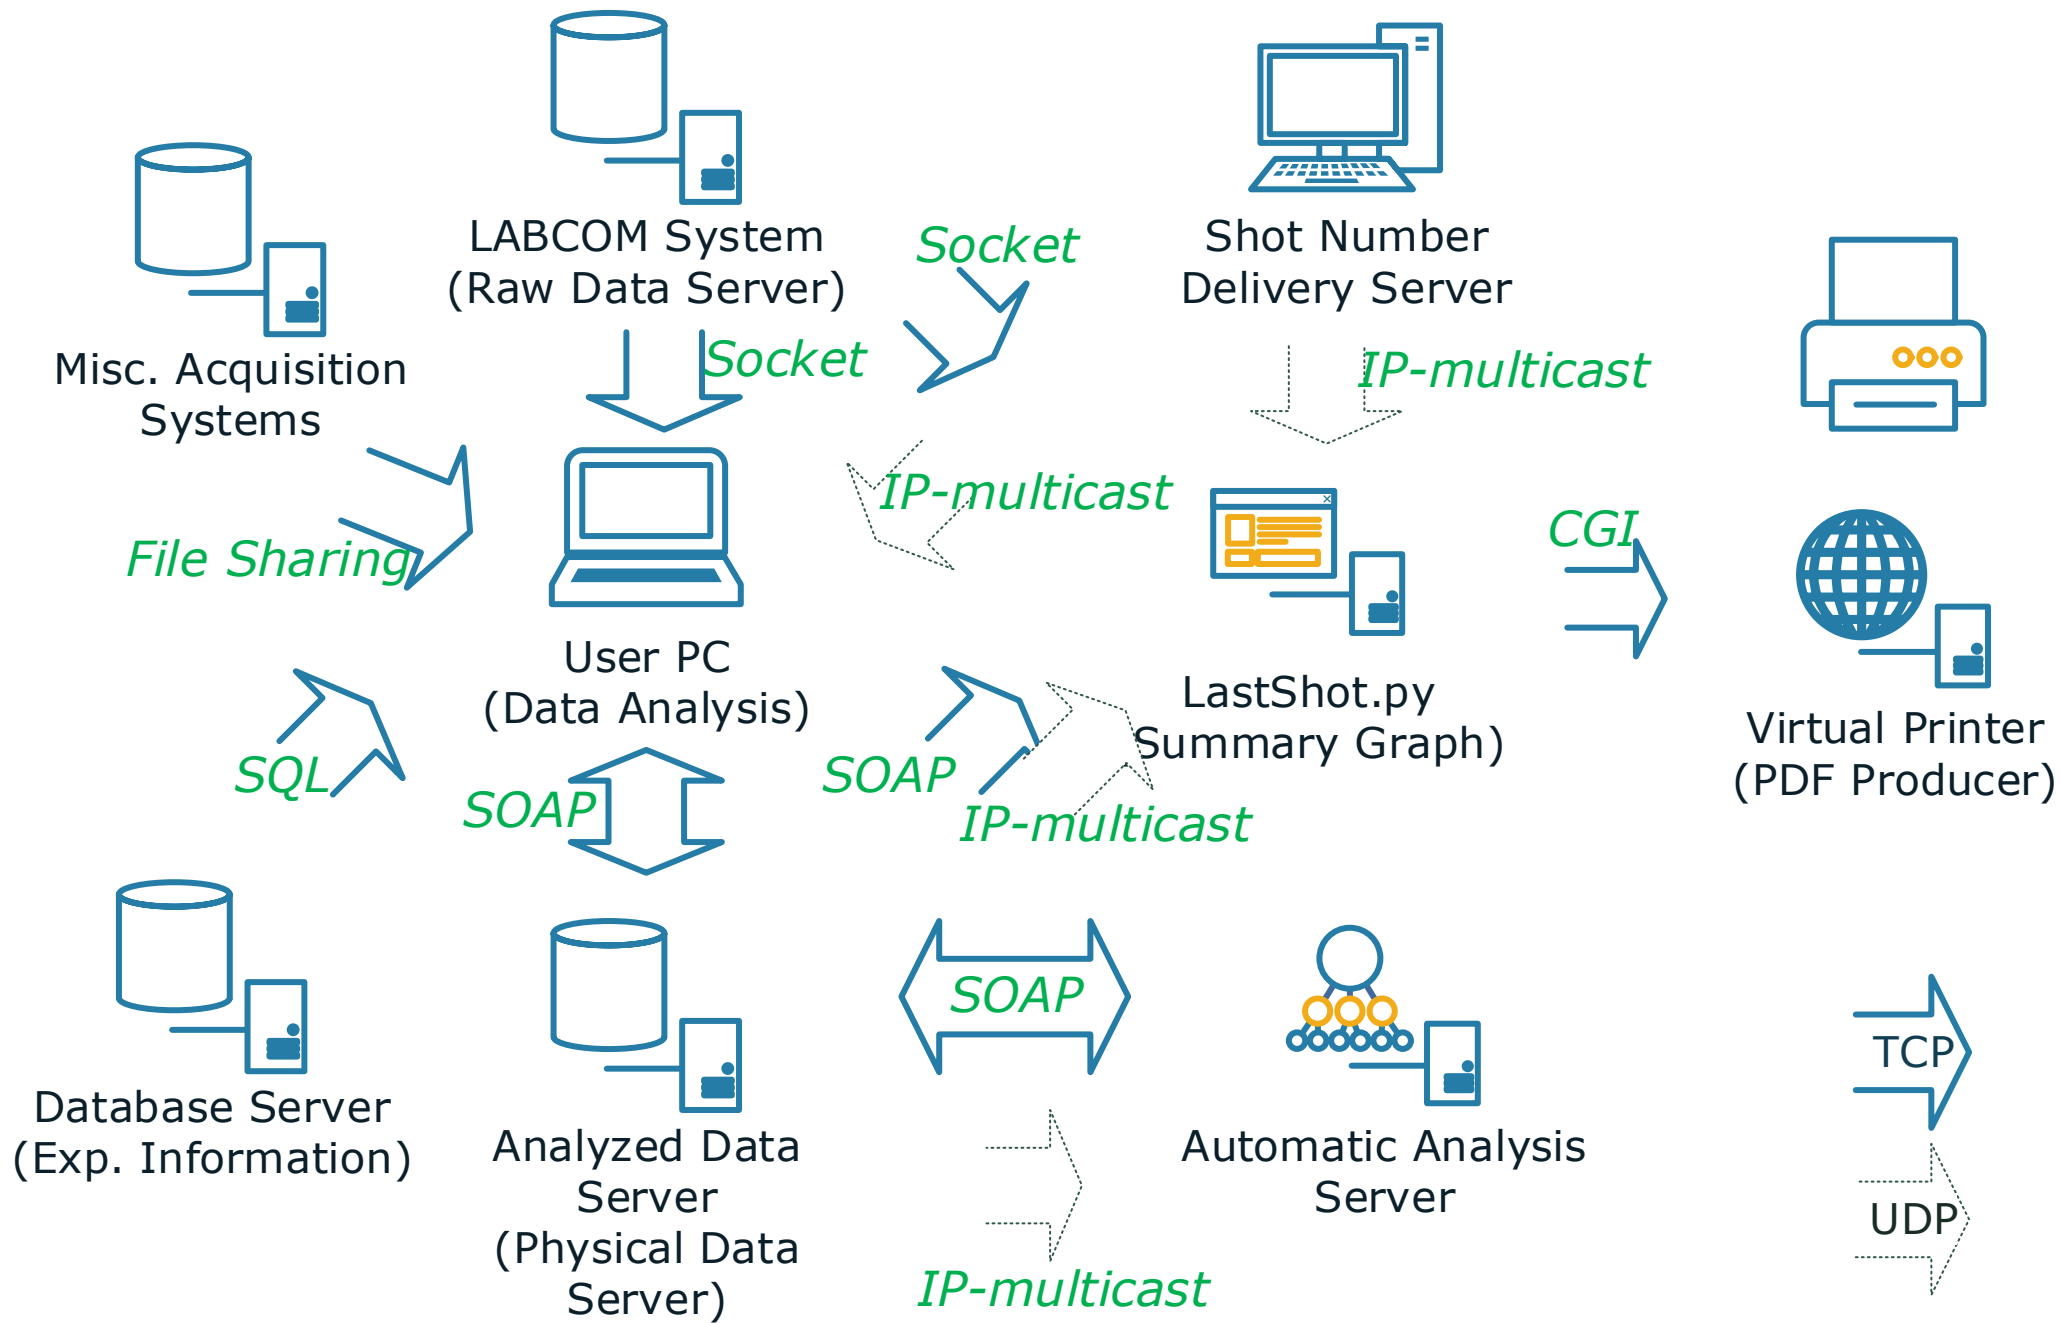 LABCOM System
(Raw Data Server)
Socket
Shot Number
Delivery Server
Misc. Acquisition
Systems
Socket
IP-multicast
File Sharing
IP-multicast
CGI
User PC
(Data Analysis)
LastShot.py
Summary Graph)
Virtual Printer
(PDF Producer)
SQL
SOAP
SOAP
IP-multicast
Database Server
(Exp. Information)
SOAP
Analyzed Data
Server
(Physical Data
Server)
IP-multicast
Automatic Analysis
Server
TCP
UDP